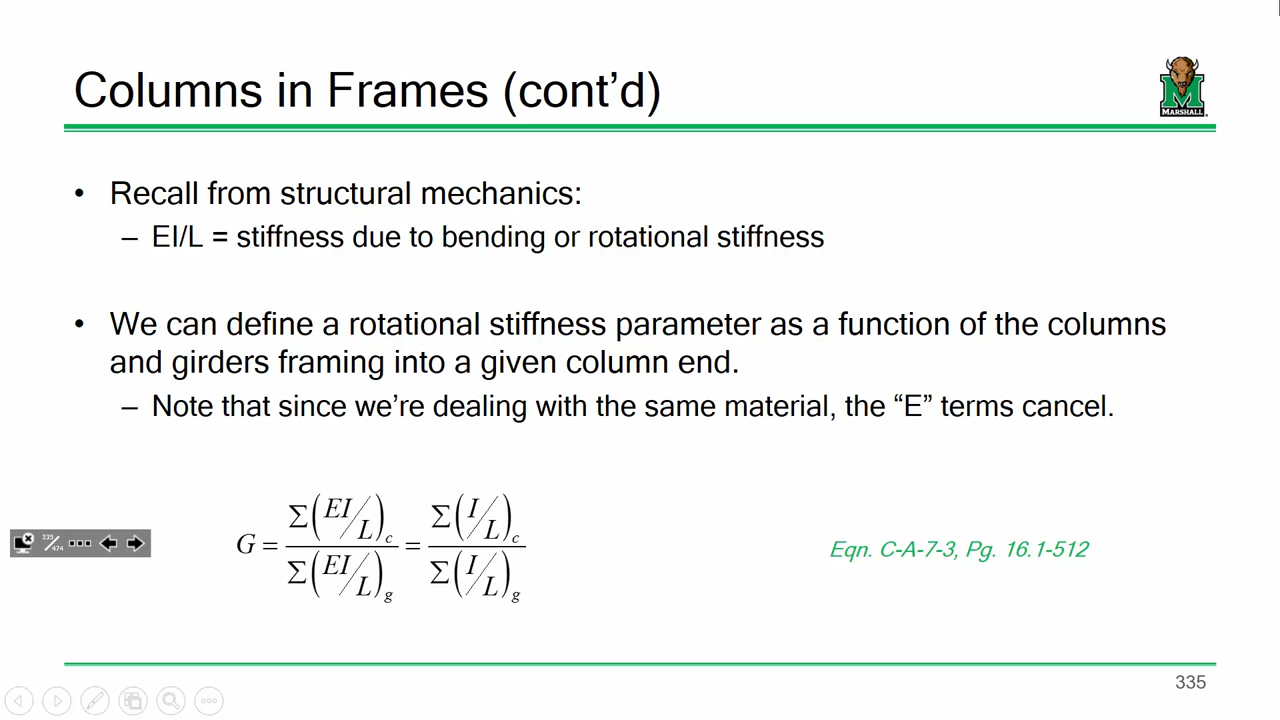 Columns in Frames (cont’d)
MARSHALL
• Recall from structural mechanics:
– EI/L = stiffness due to bending or rotational stiffness
• We can define a rotational stiffness parameter as a function of the columns
and girders framing into a given column end.
– Note that since we’re dealing with the same material, the “E” terms cancel.
G = Σ(EI/L)c / Σ(EI/L)g = Σ(I/L)c / Σ(I/L)g
335/474
Eqn. C-A-7-3, Pg. 16.1-512
335